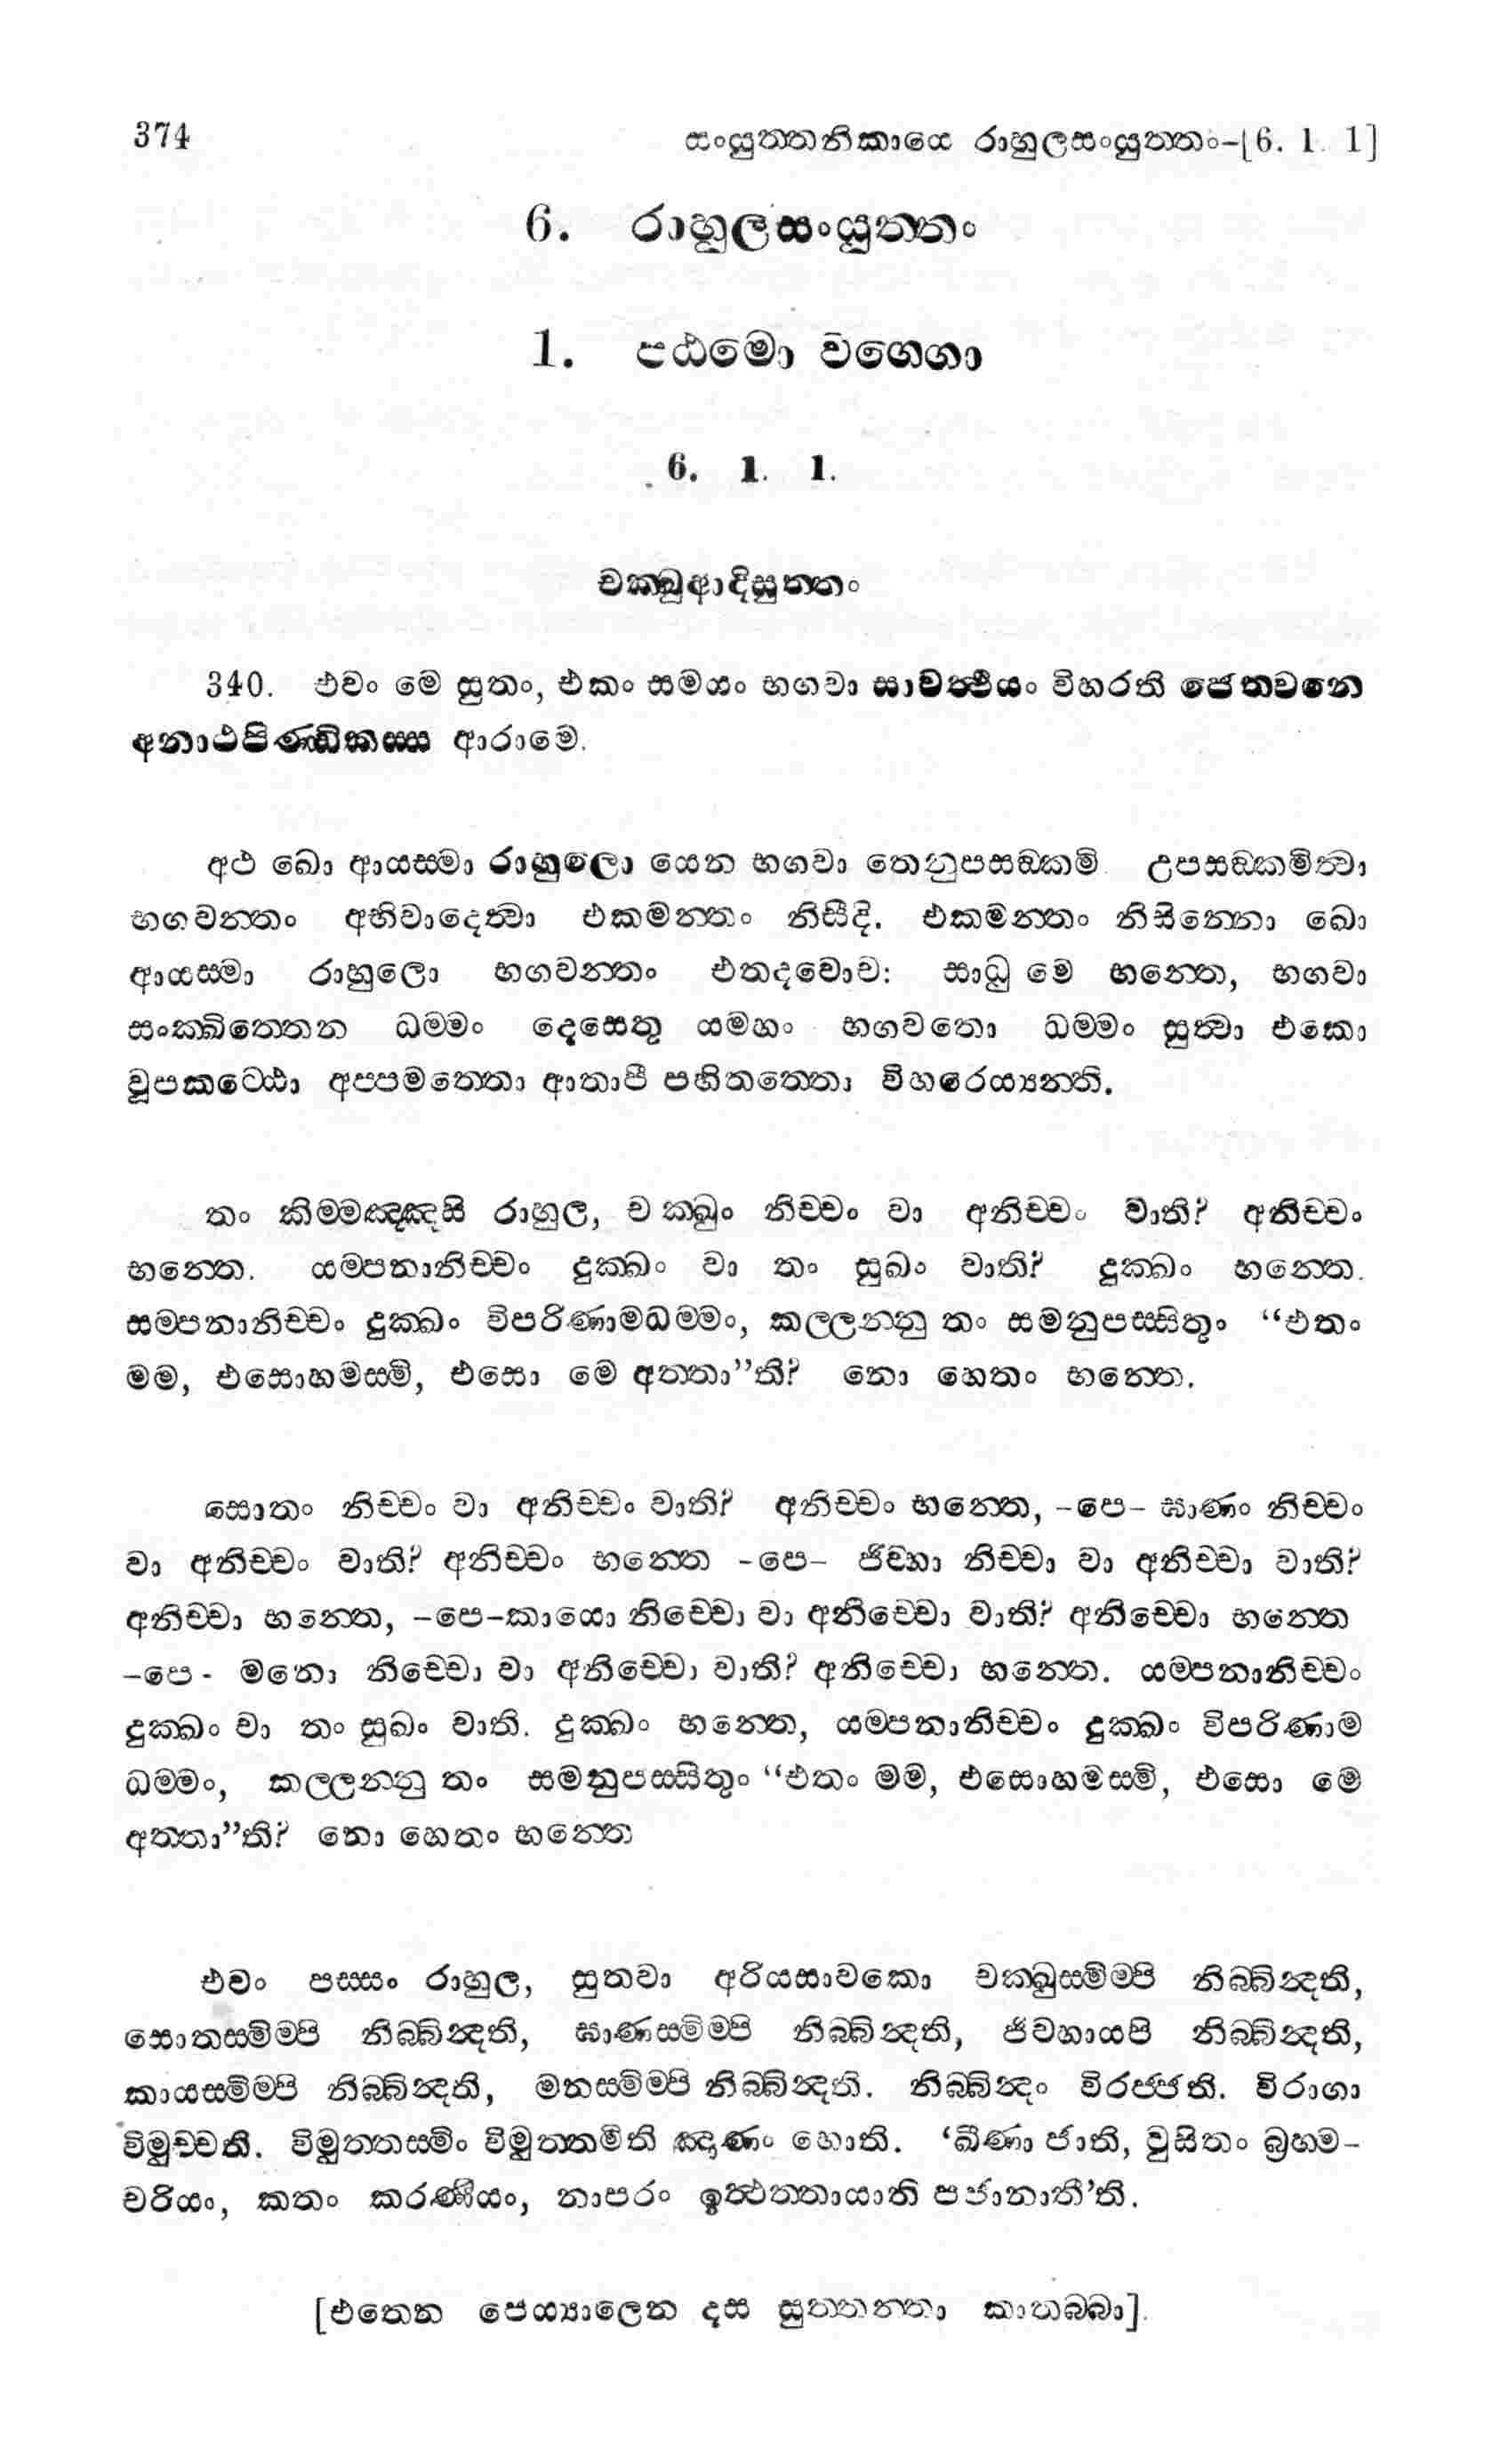 374 සංයුත්තනිකායෙ රාහුලසංයුත්තං-[6. 1. 1]
6. රාහුලසංයුත්තං
1. පඨමො වග්ගො
6. 1. 1.
චක්ඛුආදිසුත්තං
340. එවං මෙ සුතං, එකං සමයං භගවා සාවත්ථියං විහරති ජෙතවනෙ
අනාථපිණ්ඩිකස්ස ආරාමෙ.
අථ ඛො ආයස්මා රාහුලො යෙන භගවා තෙනුපසඞ්කමි උපසඞ්කමිත්වා
භගවන්තං අභිවාදෙත්වා එකමන්තං නිසීදි. එකමන්තං නිසින්නො ඛො
ආයස්මා රාහුලො භගවන්තං එතදවොච: සාධු මෙ භන්තෙ, භගවා
සංක්ඛිත්තෙන ධම්මං දෙසෙතු යමහං භගවතො ධම්මං සුත්වා එකො
වූපකට්ඨො අප්පමත්තො ආතාපී පහිතත්තො විහරෙය්‍යන්ති.
තං කිම්මඤ්ඤසි රාහුල, චක්ඛුං නිච්චං වා අනිච්චං වාති? අනිච්චං
භන්තෙ. යම්පනානිච්චං දුක්ඛං වා තං සුඛං වාති? දුක්ඛං භන්තෙ.
සම්පනානිච්චං දුක්ඛං විපරිණාමධම්මං, කල්ලන්නු තං සමනුපස්සිතුං “එතං
මම, එසොහමස්මි, එසො මෙ අත්තා”ති? නො හෙතං භන්තෙ.
සොතං නිච්චං වා අනිච්චං වාති? අනිච්චං භන්තෙ, -පෙ- ඝාණං නිච්චං
වා අනිච්චං වාති? අනිච්චං භන්තෙ -පෙ- ජිව්හා නිච්චා වා අනිච්චා වාති?
අනිච්චා භන්තෙ, -පෙ-කායො නිච්චො වා අනිච්චො වාති? අනිච්චො භන්තෙ
-පෙ- මනො නිච්චො වා අනිච්චො වාති? අනිච්චො භන්තෙ. යම්පනානිච්චං
දුක්ඛං වා තං සුඛං වාති. දුක්ඛං භන්තෙ, යම්පනානිච්චං දුක්ඛං විපරිණාම
ධම්මං, කල්ලන්නු තං සමනුපස්සිතුං “එතං මම, එසොහමස්මි, එසො මෙ
අත්තා”ති? නො හෙතං භන්තෙ
එවං පස්සං රාහුල, සුතවා අරියසාවකො චක්ඛුස්මිම්පි නිබ්බින්දති,
සොතස්මිම්පි නිබ්බින්දති, ඝාණස්මිම්පි නිබ්බින්දති, ජිව්හායපි නිබ්බින්දති,
කායස්මිම්පි නිබ්බින්දති, මනස්මිම්පි නිබ්බින්දති. නිබ්බින්දං විරජ්ජති. විරාගා
විමුච්චති. විමුත්තස්මිං විමුත්තමිති ඤාණං හොති. ‘ඛීණා ජාති, වුසිතං බ්‍රහ්ම-
චරියං, කතං කරණීයං, නාපරං ඉත්ථත්තායාති පජානාතී’ති.
[එතෙන පෙය්‍යාලෙන දස සුත්තන්තා කාතබ්බා].